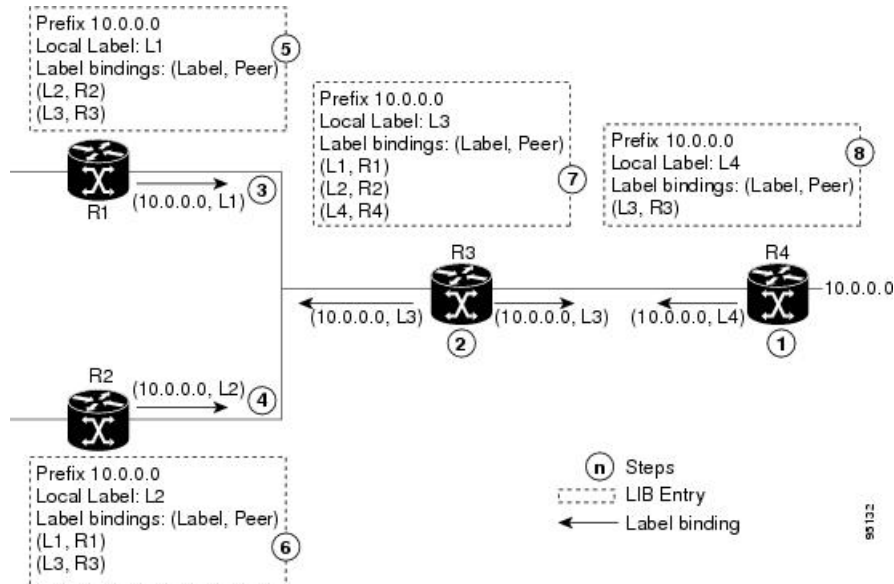 Prefix 10.0.0.0
Local Label: L1
Label bindings: (Label, Peer)
(L2, R2)
(L3, R3)
5
R1
(10.0.0.0, L1)
3
Prefix 10.0.0.0
Local Label: L3
Label bindings: (Label, Peer)
(L1, R1)
(L2, R2)
(L4, R4)
7
Prefix 10.0.0.0
Local Label: L4
Label bindings: (Label, Peer)
(L3, R3)
8
R3
R4
10.0.0.0
(10.0.0.0, L3)
(10.0.0.0, L3)
(10.0.0.0, L4)
2
1
R2
(10.0.0.0, L2)
4
Prefix 10.0.0.0
Local Label: L2
Label bindings: (Label, Peer)
(L1, R1)
(L3, R3)
6
n Steps
LIB Entry
Label binding
95132